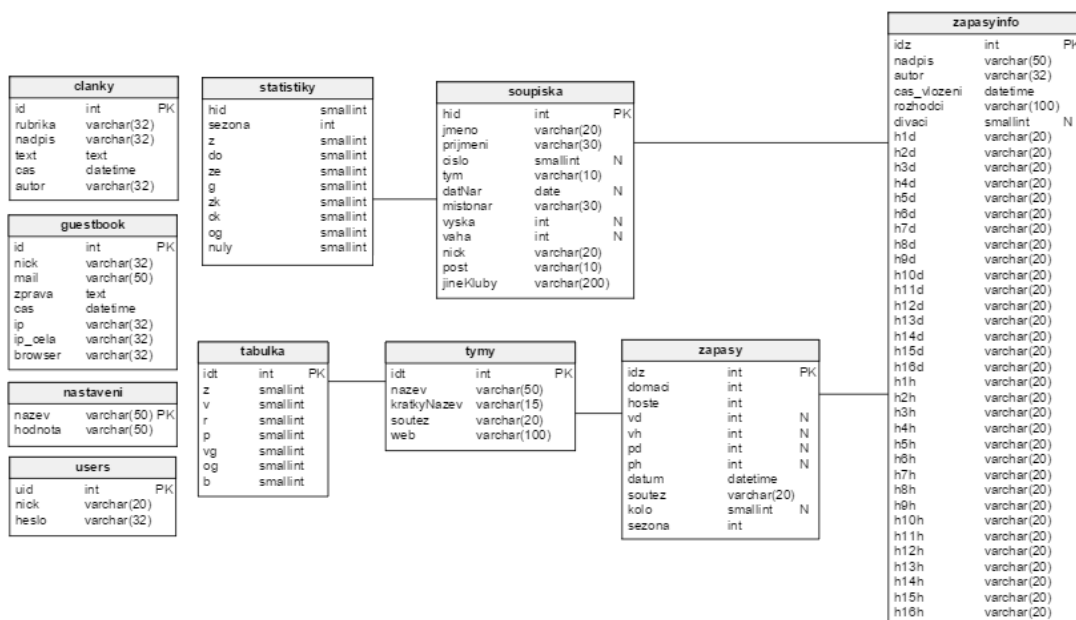 clanky
id int PK
rubrika varchar(32)
nadpis varchar(32)
text text
cas datetime
autor varchar(32)
guestbook
id int PK
nick varchar(32)
mail varchar(50)
zprava text
cas datetime
ip varchar(32)
ip_cela varchar(32)
browser varchar(32)
nastaveni
nazev varchar(50) PK
hodnota varchar(50)
users
uid int PK
nick varchar(20)
heslo varchar(32)
statistiky
hid smallint
sezona int
z smallint
do smallint
ze smallint
g smallint
zk smallint
ck smallint
og smallint
nuly smallint
tabulka
idt int PK
z smallint
v smallint
r smallint
p smallint
vg smallint
og smallint
b smallint
soupiska
hid int PK
jmeno varchar(20)
prijmeni varchar(30)
cislo smallint N
tym varchar(10)
datNar date N
mistonar varchar(30)
vyska int N
vaha int N
nick varchar(20)
post varchar(10)
jineKluby varchar(200)
tymy
idt int PK
nazev varchar(50)
kratkyNazev varchar(15)
soutez varchar(20)
web varchar(100)
zapasy
idz int PK
domaci int
hoste int
vd int N
vh int N
pd int N
ph int N
datum datetime
soutez varchar(20)
kolo smallint N
sezona int
zapasyinfo
idz int PK
nadpis varchar(50)
autor varchar(32)
cas_vlozeni datetime
rozhodci varchar(100)
divaci smallint N
h1d varchar(20)
h2d varchar(20)
h3d varchar(20)
h4d varchar(20)
h5d varchar(20)
h6d varchar(20)
h7d varchar(20)
h8d varchar(20)
h9d varchar(20)
h10d varchar(20)
h11d varchar(20)
h12d varchar(20)
h13d varchar(20)
h14d varchar(20)
h15d varchar(20)
h16d varchar(20)
h1h varchar(20)
h2h varchar(20)
h3h varchar(20)
h4h varchar(20)
h5h varchar(20)
h6h varchar(20)
h7h varchar(20)
h8h varchar(20)
h9h varchar(20)
h10h varchar(20)
h11h varchar(20)
h12h varchar(20)
h13h varchar(20)
h14h varchar(20)
h15h varchar(20)
h16h varchar(20)